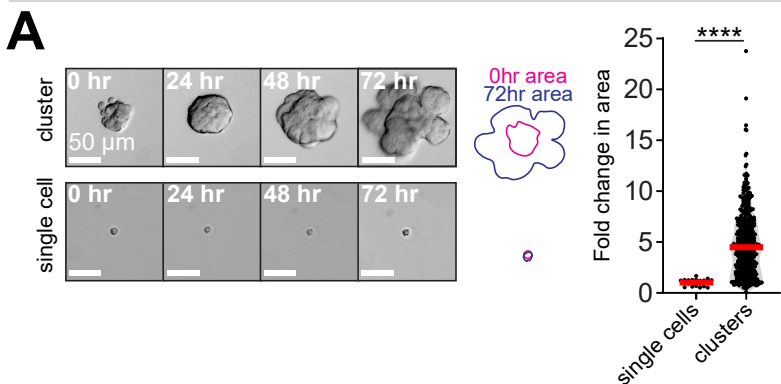 A
cluster
0 hr
24 hr
48 hr
72 hr
50 µm
single cell
0 hr
24 hr
48 hr
72 hr
0hr area
72hr area
Fold change in area
25
20
15
10
5
0
****
single cells
clusters